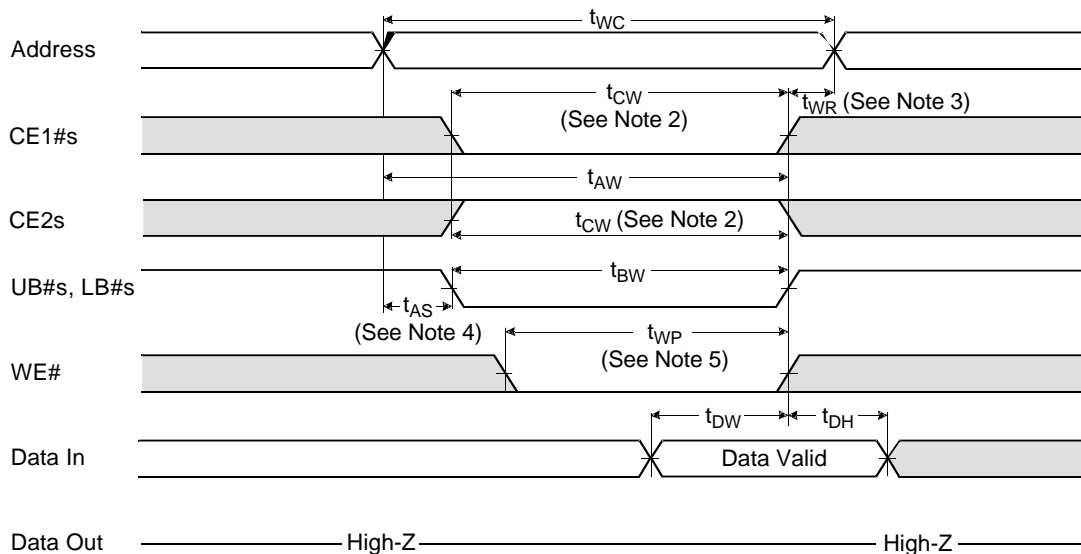 tWC
Address
tCW
tWR (See Note 3)
(See Note 2)
CE1#s
tAW
CE2s
tCW (See Note 2)
tBW
UB#s, LB#s
tAS
(See Note 4)
tWP
(See Note 5)
WE#
tDW
tDH
Data In
Data Valid
Data Out
High-Z
High-Z